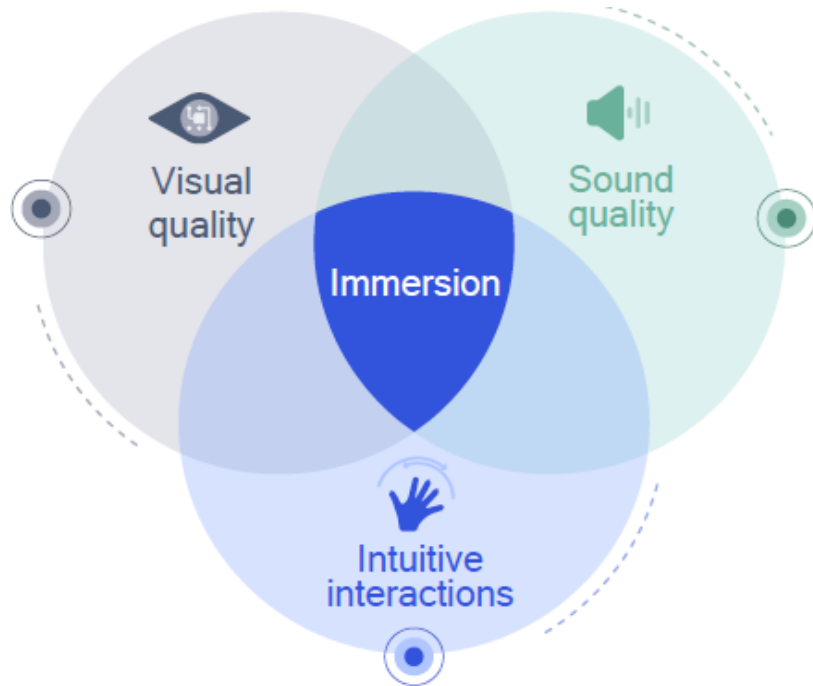 Visual
quality
Sound
quality
Immersion
Intuitive
interactions